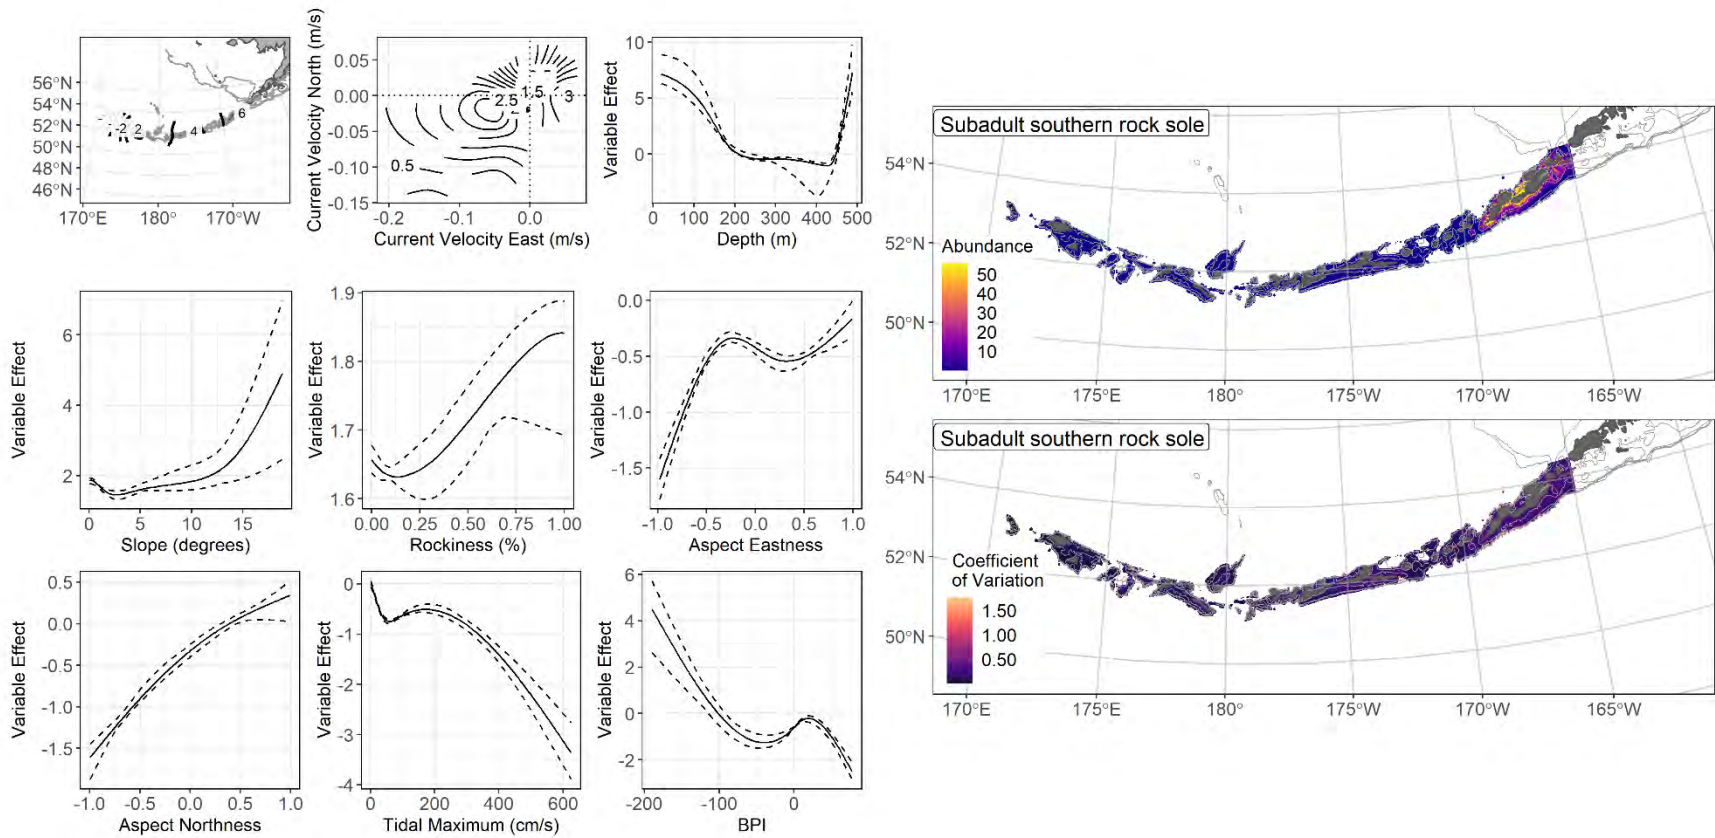 56°N
54°N
52°N
50°N
48°N
46°N
-2 2 4 6
170°E 180° 170°W
Current Velocity North (m/s)
0.05
0.00
-0.05
-0.10
-0.15
2.5 1.5 3
0.5
-0.2 -0.1 0.0
Current Velocity East (m/s)
Variable Effect
10
5
0
0 100 200 300 400 500
Depth (m)
Variable Effect
6
4
2
0 5 10 15
Slope (degrees)
Variable Effect
1.9
1.8
1.7
1.6
0.00 0.25 0.50 0.75 1.00
Rockiness (%)
Variable Effect
0.0
-0.5
-1.0
-1.5
-1.0 -0.5 0.0 0.5 1.0
Aspect Eastness
Variable Effect
0.5
0.0
-0.5
-1.0
-1.5
-1.0 -0.5 0.0 0.5 1.0
Aspect Northness
Variable Effect
0
-1
-2
-3
-4
0 200 400 600
Tidal Maximum (cm/s)
Variable Effect
6
4
2
0
-2
-200 -100 0
BPI
Subadult southern rock sole
54°N
52°N
50°N
Abundance
50
40
30
20
10
170°E 175°E 180° 175°W 170°W 165°W
Subadult southern rock sole
54°N
52°N
50°N
Coefficient
of Variation
1.50
1.00
0.50
170°E 175°E 180° 175°W 170°W 165°W